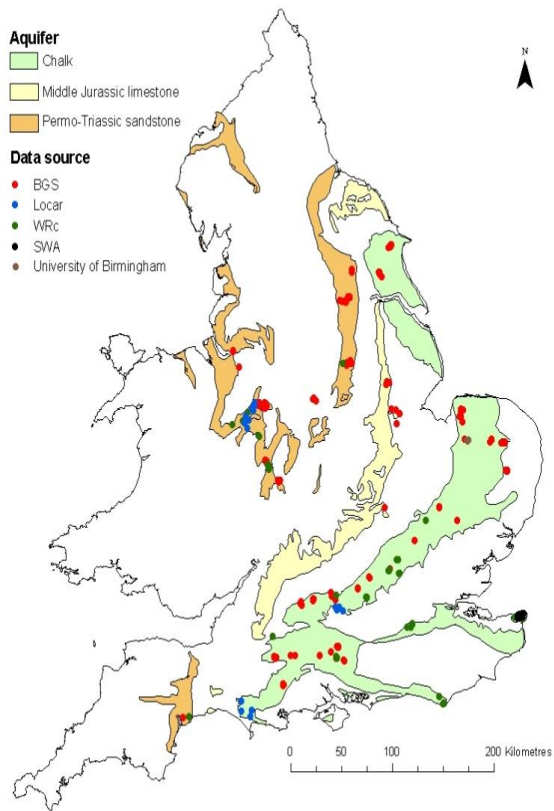 Aquifer
Chalk
Middle Jurassic limestone
Permo-Triassic sandstone
Data source
BGS
Locar
WRc
SWA
University of Birmingham
N
0 50 100 200 Kilometres